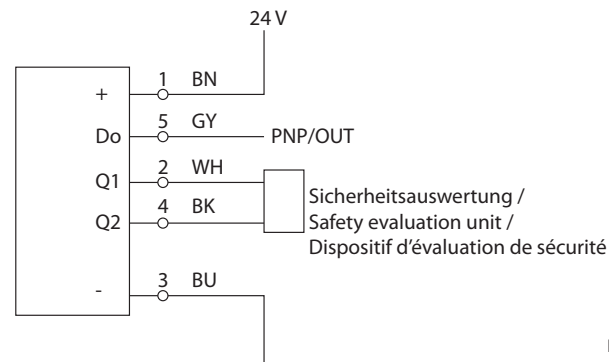 24 V
+ 1 BN
Do 5 GY PNP/OUT
Q1 2 WH
Q2 4 BK
Sicherheitsauswertung /
Safety evaluation unit /
Dispositif d'évaluation de sécurité
- 3 BU